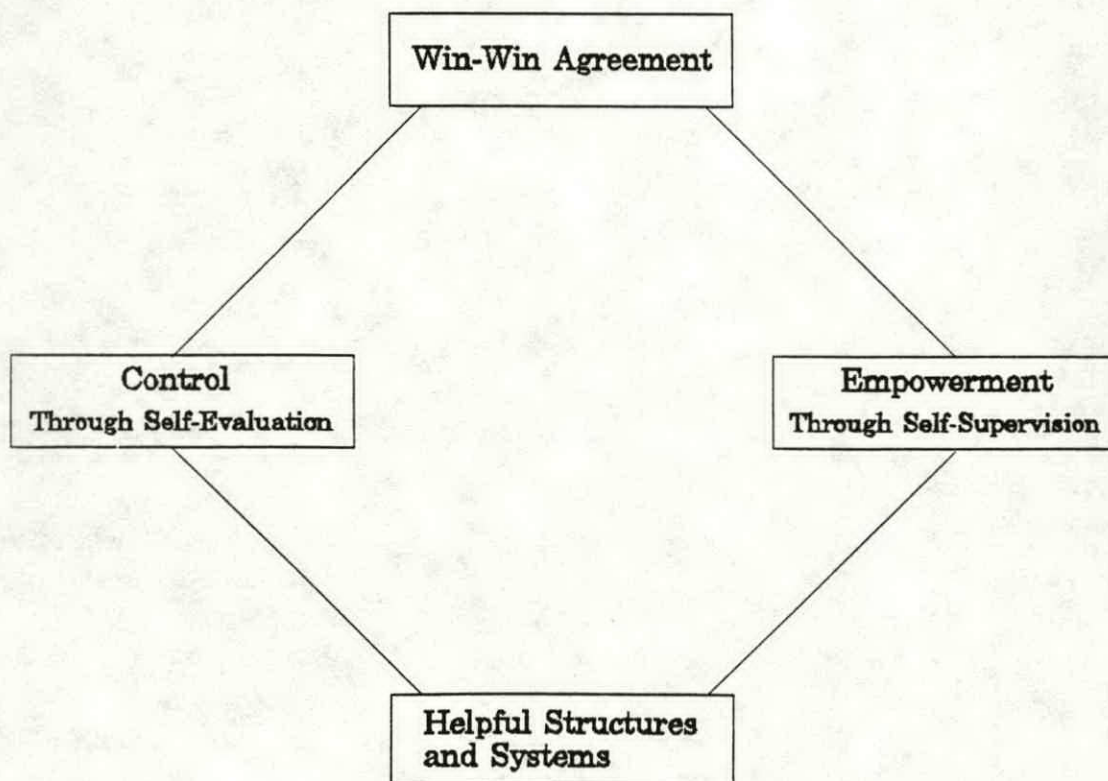 Win-Win Agreement
Control
Through Self-Evaluation
Empowerment
Through Self-Supervision
Helpful Structures
and Systems